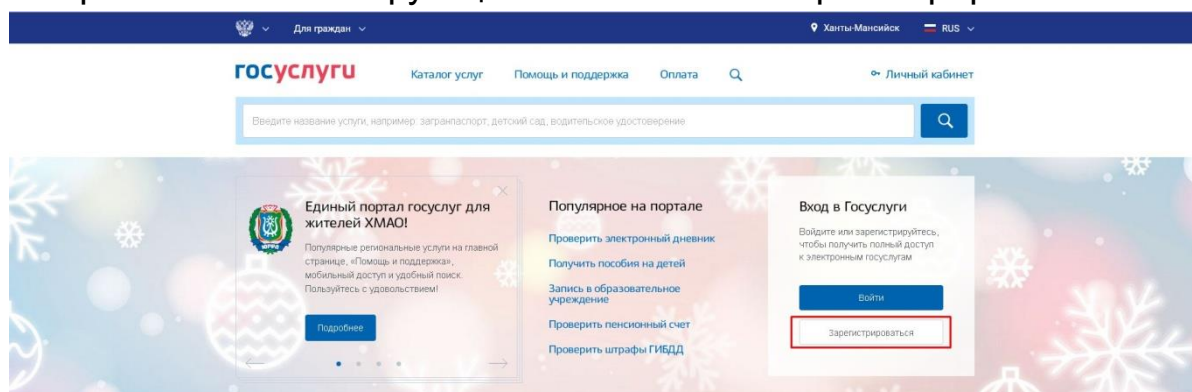 Для граждан
Ханты-Мансийск
RUS
госуслуги
Каталог услуг
Помощь и поддержка
Оплата
Личный кабинет
Введите название услуги, например: загранпаспорт, детский сад, водительское удостоверение
Единый портал госуслуг для
жителей ХМАО!
Популярные региональные услуги на главной
странице, «Помощь и поддержка»,
мобильный доступ и удобный поиск.
Пользуйтесь с удовольствием!
Подробнее
Популярное на портале
Проверить электронный дневник
Получить пособия на детей
Запись в образовательное
учреждение
Проверить пенсионный счет
Проверить штрафы ГИБДД
Вход в Госуслуги
Войдите или зарегистрируйтесь,
чтобы получить полный доступ
к электронным госуслугам
Войти
Зарегистрироваться